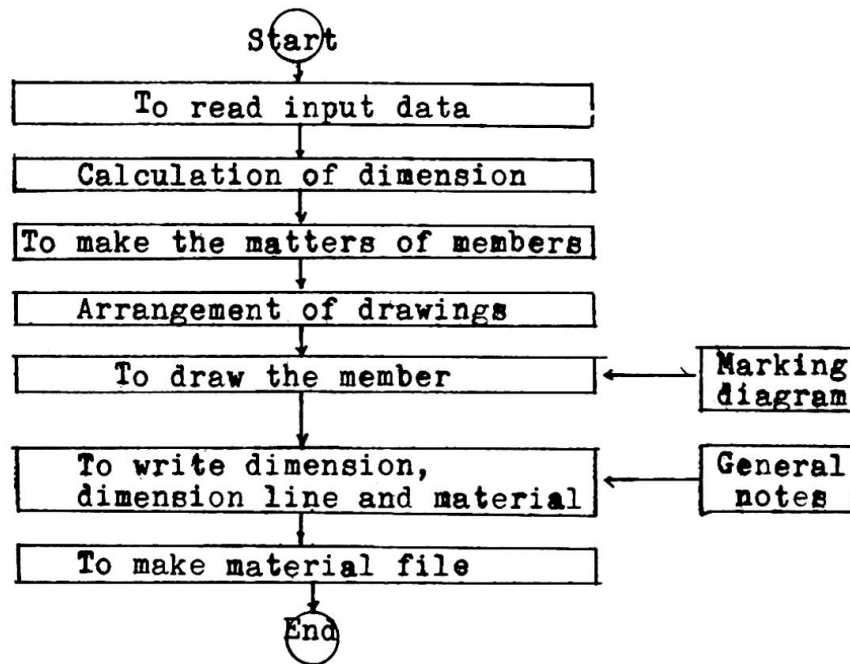 Start
To read input data
Calculation of dimension
To make the matters of members
Arrangement of drawings
To draw the member
Marking
diagram
To write dimension,
dimension line and material
General
notes
To make material file
End